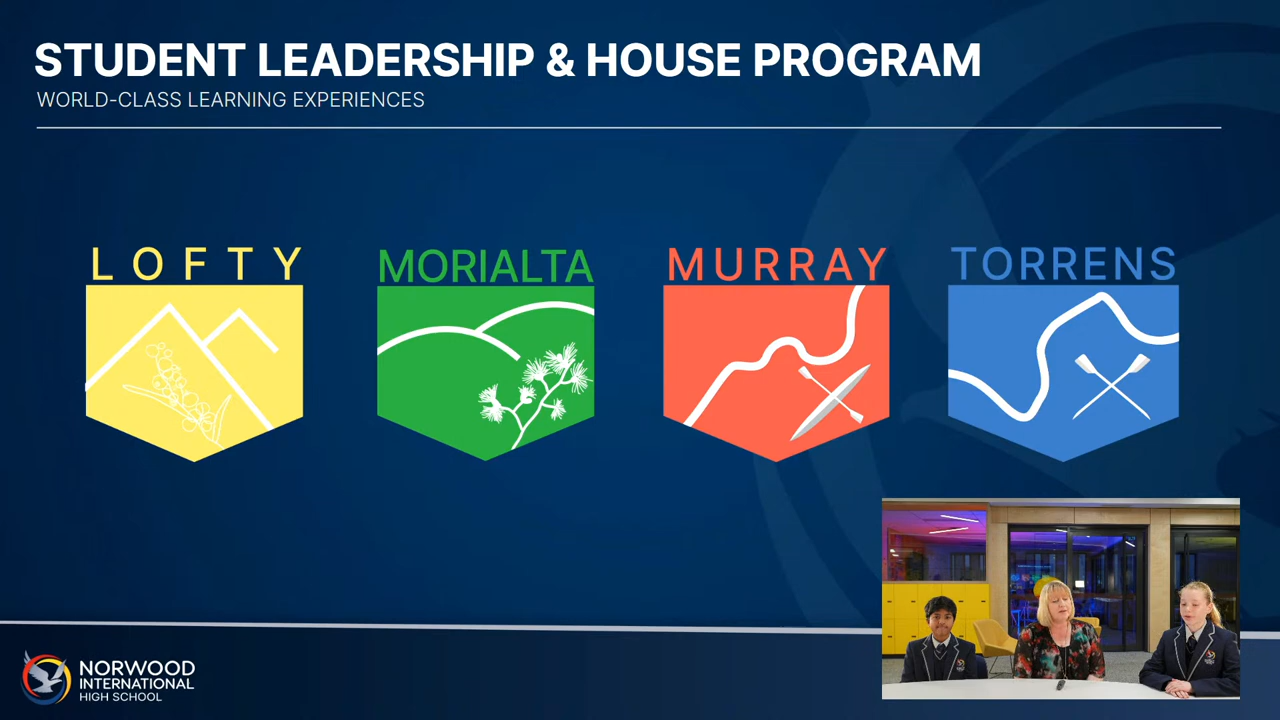 STUDENT LEADERSHIP & HOUSE PROGRAM
WORLD-CLASS LEARNING EXPERIENCES
LOFTY
MORIALTA
MURRAY
TORRENS
NORWOOD
INTERNATIONAL
HIGH SCHOOL